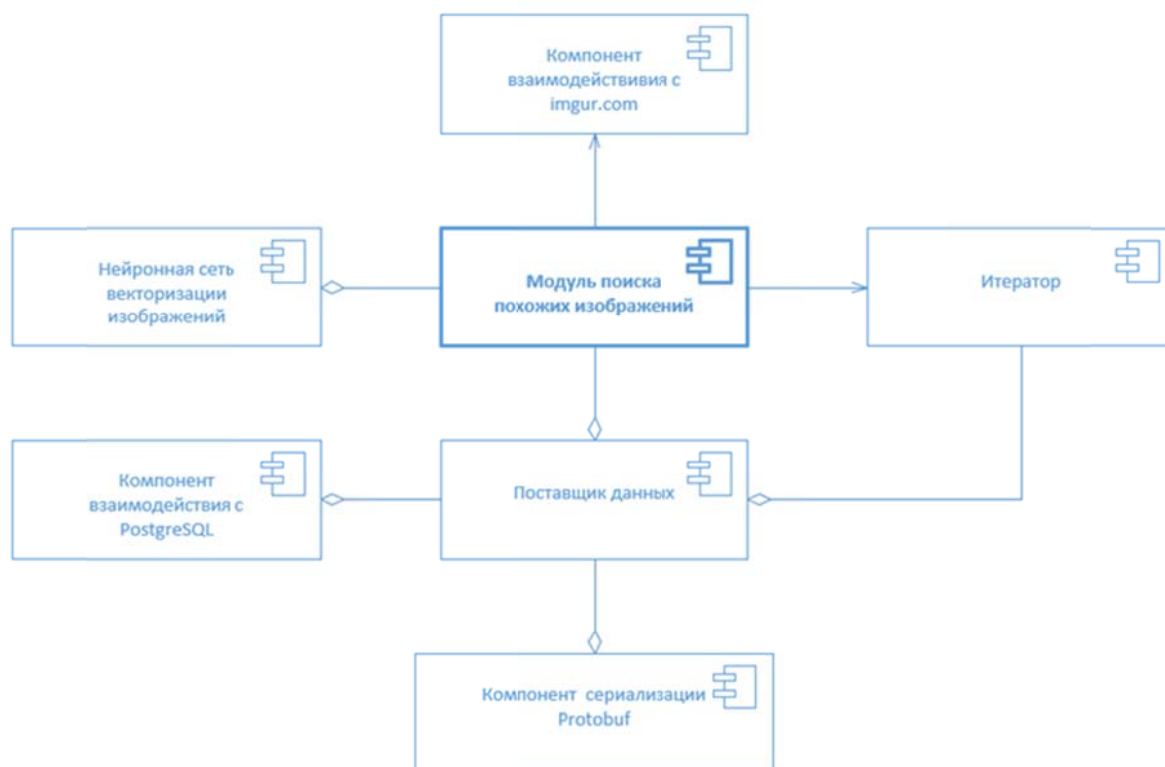 Компонент
взаимодействивия с
imgur.com
Нейронная сеть
векторизации
изображений
Модуль поиска
похожих изображений
Итератор
Компонент
взаимодействия с
PostgreSQL
Поставщик данных
Компонент сериализации
Protobuf